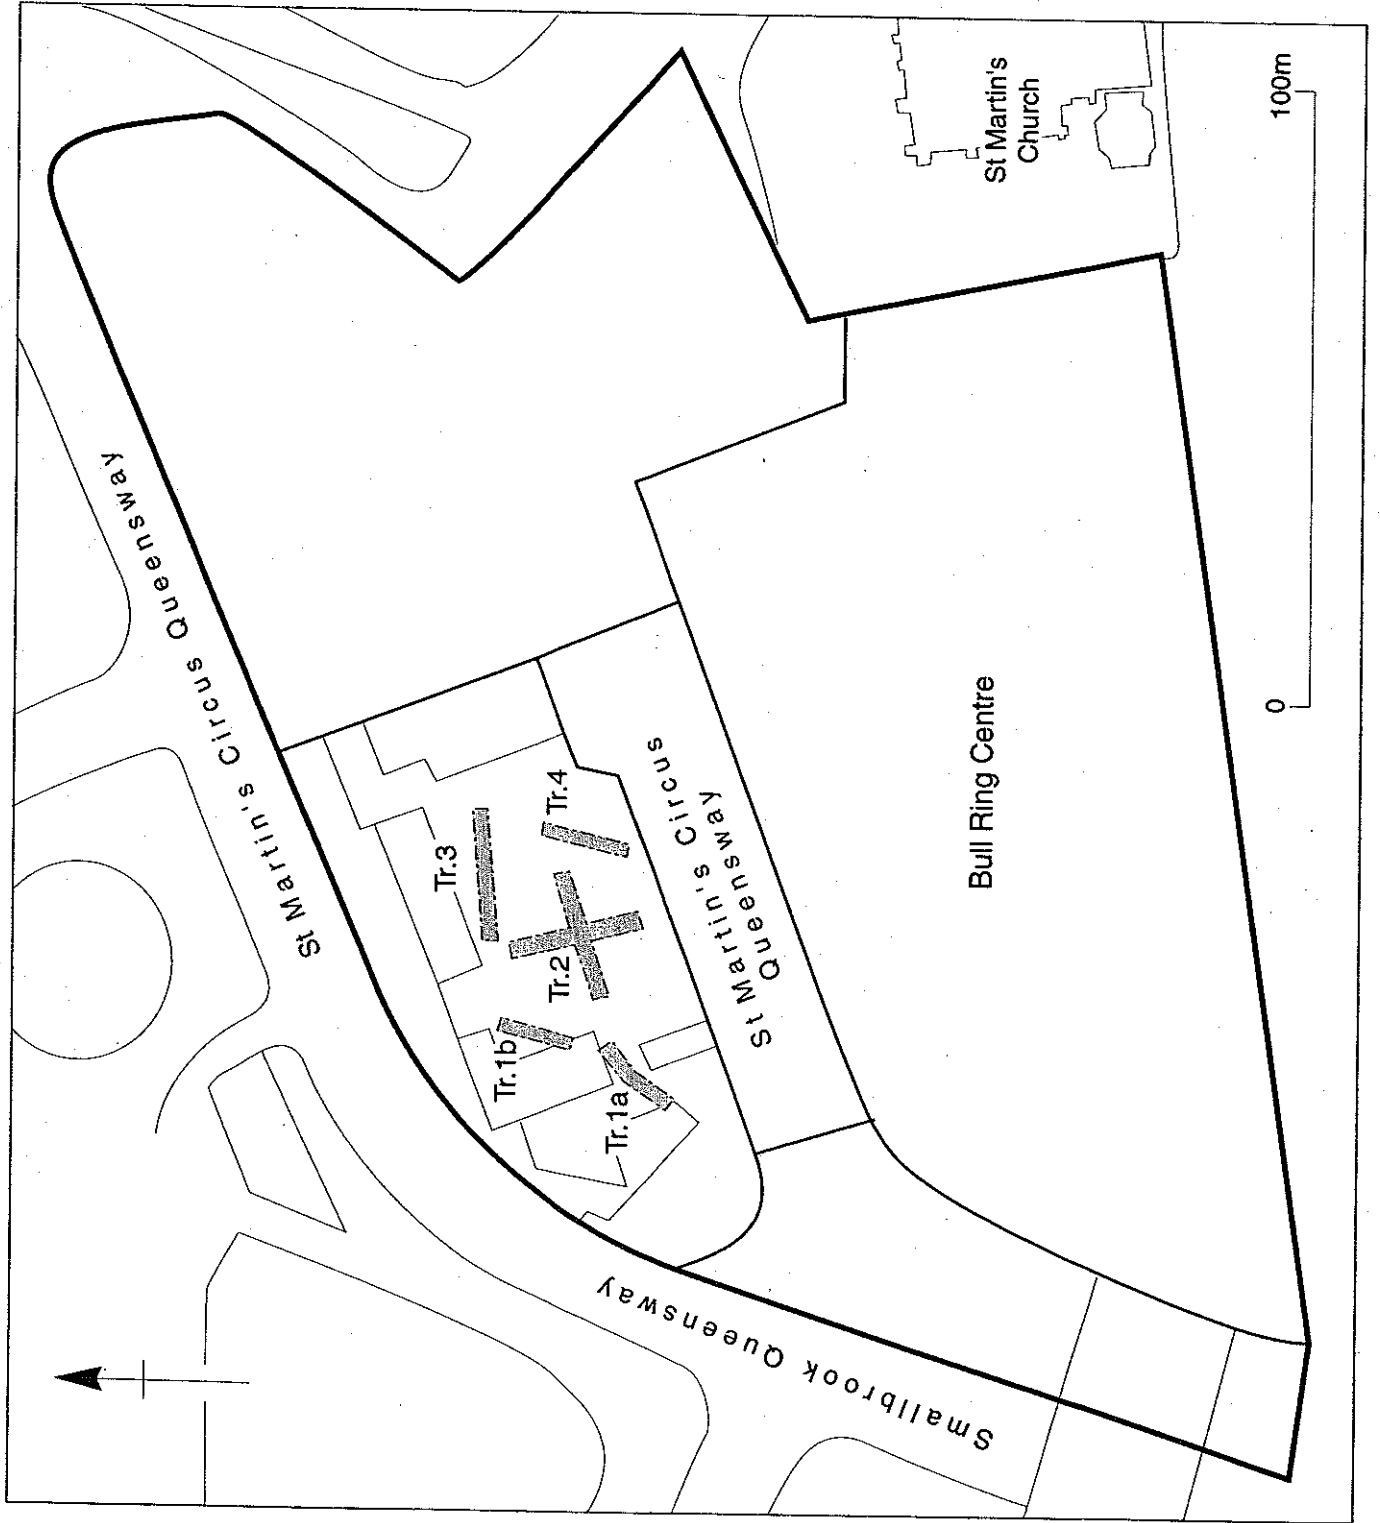 St Martin's Circus Queensway
St Martin's
Church
Tr.3
Tr.4
Tr.2
Tr.1b
Tr.1a
St Martin's Circus
Queensway
Smallbrook Queensway
Bull Ring Centre
0
100m